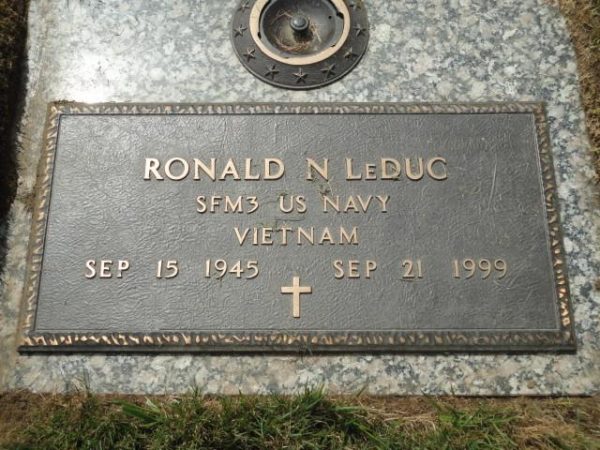 RONALD N LEDUC
SFM3 US NAVY
VIETNAM
SEP 15 1945 SEP 21 1999